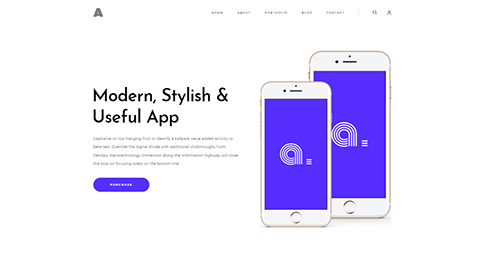 A
HOME ABOUT PORTFOLIO BLOG CONTACT
Modern, Stylish &
Useful App
Capitalize on low hanging fruit to identify a ballpark value added activity to
beta test. Override the digital divide with additional clickthroughs from
DevOps. Nanotechnology immersion along the information highway will close
the loop on focusing solely on the bottom line.
PURCHASE